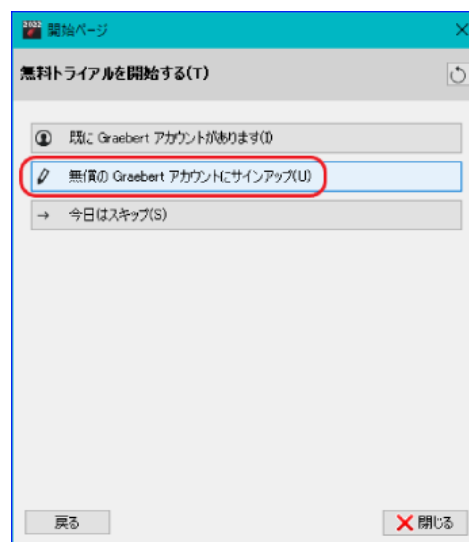 2022 開始ページ
無料トライアルを開始する(T)
既に Graebert アカウントがあります(I)
無償の Graebert アカウントにサインアップ(U)
今日はスキップ(S)
戻る
閉じる